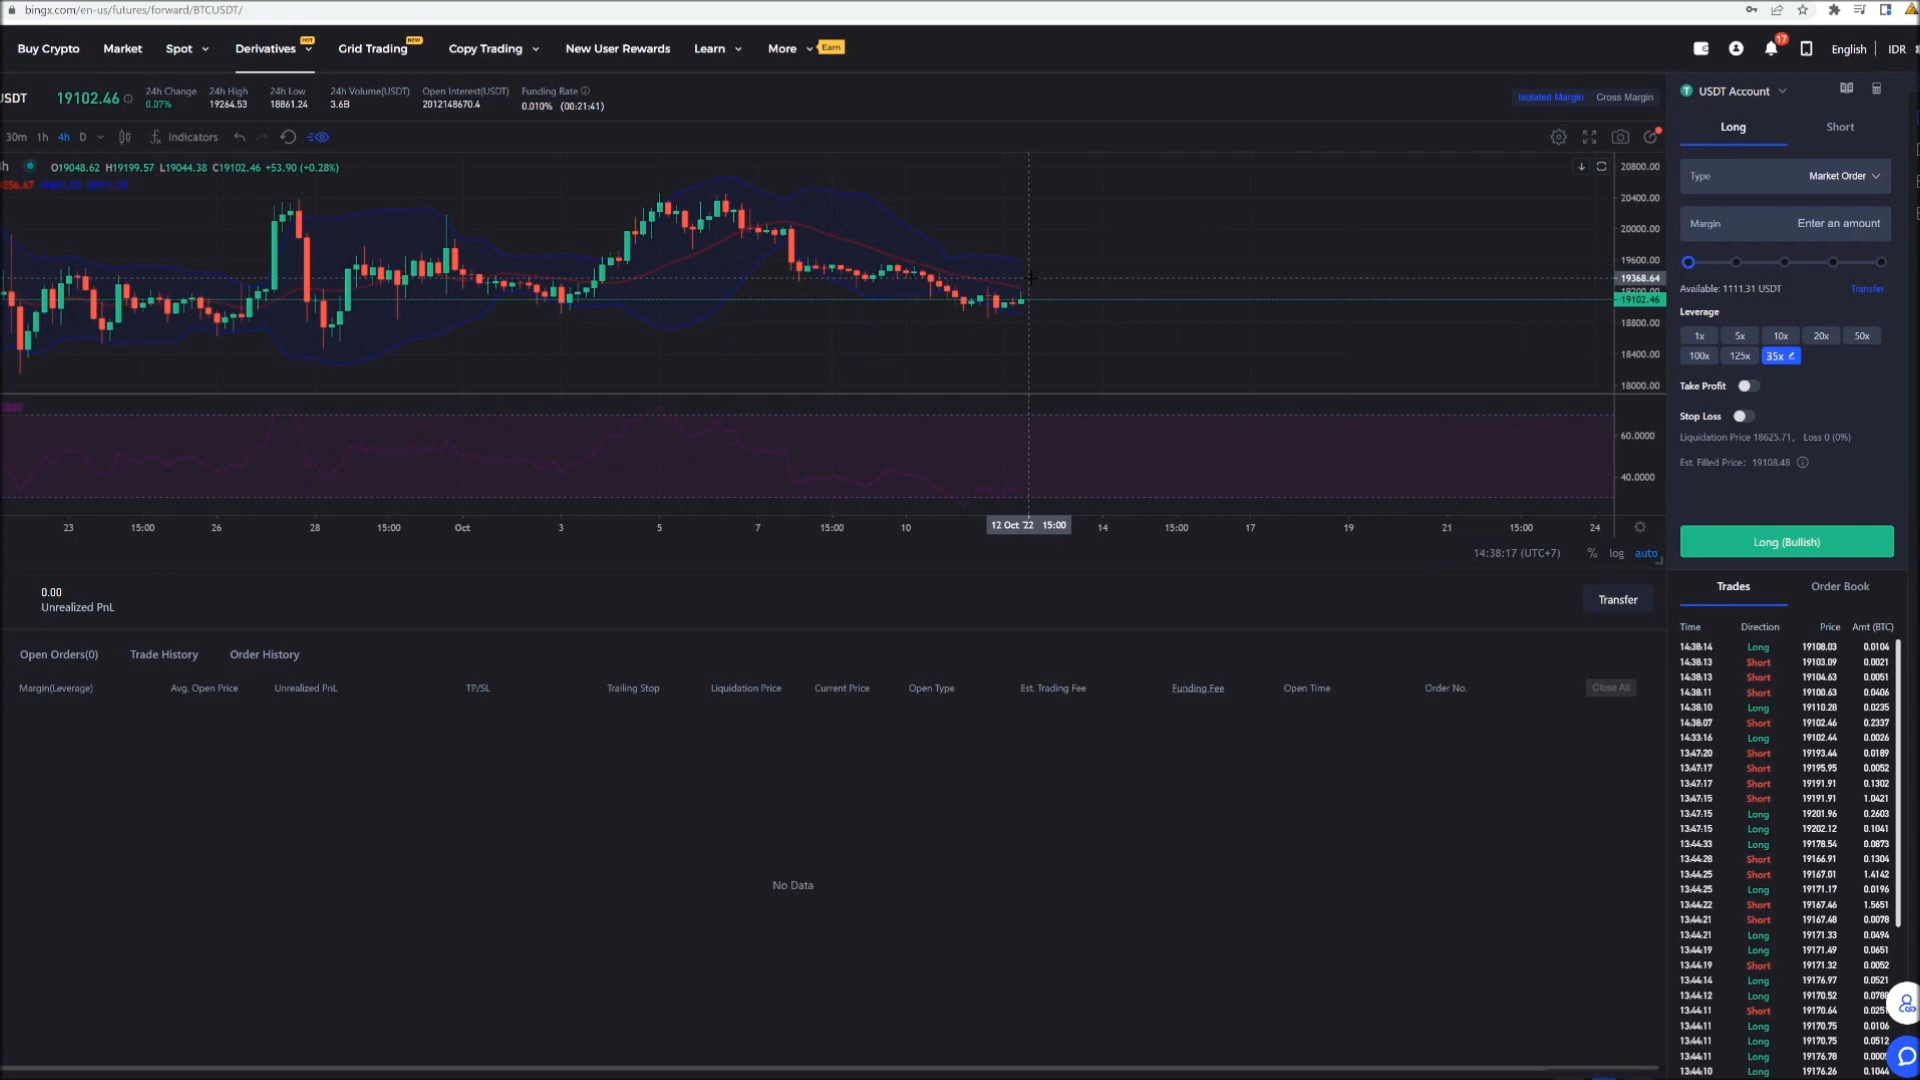 bingx.com/en-us/futures/forward/BTCUSDT/
Buy Crypto Market Spot Derivatives HOT Grid Trading NEW Copy Trading New User Rewards Learn More Earn 17 English IDR
USDT 19102.46
24h Change 24h High 24h Low 24h Volume(USDT) Open Interest(USDT) Funding Rate
0.07% 19264.53 18861.24 3.6B 2012148670.4 0.010% (00:21:41)
Isolated Margin Cross Margin
30m 1h 4h D Indicators
O19048.62 H19199.57 L19044.38 C19102.46 +53.90 (+0.28%)
20800.00
20400.00
20000.00
19600.00
19368.64
19102.46
18800.00
18400.00
18000.00
60.0000
40.0000
23 15:00 26 28 15:00 Oct 3 5 7 15:00 10 12 Oct '22 15:00 14 15:00 17 19 21 15:00 24
14:38:17 (UTC+7) % log auto
0.00
Unrealized PnL
Transfer
Open Orders(0) Trade History Order History
Margin(Leverage) Avg. Open Price Unrealized PnL TP/SL Trailing Stop Liquidation Price Current Price Open Type Est. Trading Fee Funding Fee Open Time Order No. Close All
No Data
USDT Account
Long Short
Type Market Order
Margin Enter an amount
Available: 1111.31 USDT Transfer
Leverage
1x 5x 10x 20x 50x
100x 125x 35x
Take Profit
Stop Loss
Liquidation Price 18625.71, Loss 0 (0%)
Est. Filled Price: 19108.48
Long (Bullish)
Trades Order Book
Time Direction Price Amt (BTC)
14:38:14 Long 19108.03 0.0104
14:38:13 Short 19103.09 0.0021
14:38:13 Short 19104.63 0.0051
14:38:11 Short 19100.63 0.0406
14:38:10 Long 19110.28 0.0235
14:38:07 Short 19102.46 0.2337
14:33:16 Long 19102.44 0.0026
13:47:20 Short 19193.44 0.0189
13:47:17 Short 19195.95 0.0052
13:47:17 Short 19191.91 0.1302
13:47:15 Short 19191.91 1.0421
13:47:15 Long 19201.96 0.2603
13:47:15 Long 19202.12 0.1041
13:44:33 Long 19178.54 0.0873
13:44:28 Short 19166.91 0.1304
13:44:25 Short 19167.01 1.4142
13:44:25 Long 19171.17 0.0196
13:44:22 Short 19167.46 1.5651
13:44:21 Short 19167.48 0.0078
13:44:21 Long 19171.33 0.0494
13:44:19 Long 19171.49 0.0651
13:44:19 Short 19171.32 0.0052
13:44:14 Long 19176.97 0.0521
13:44:12 Long 19170.52
13:44:11 Short 19170.64
13:44:11 Long 19170.75 0.0106
13:44:11 Long 19170.75 0.0512
13:44:11 Long 19176.78
13:44:10 Long 19176.26 0.1044